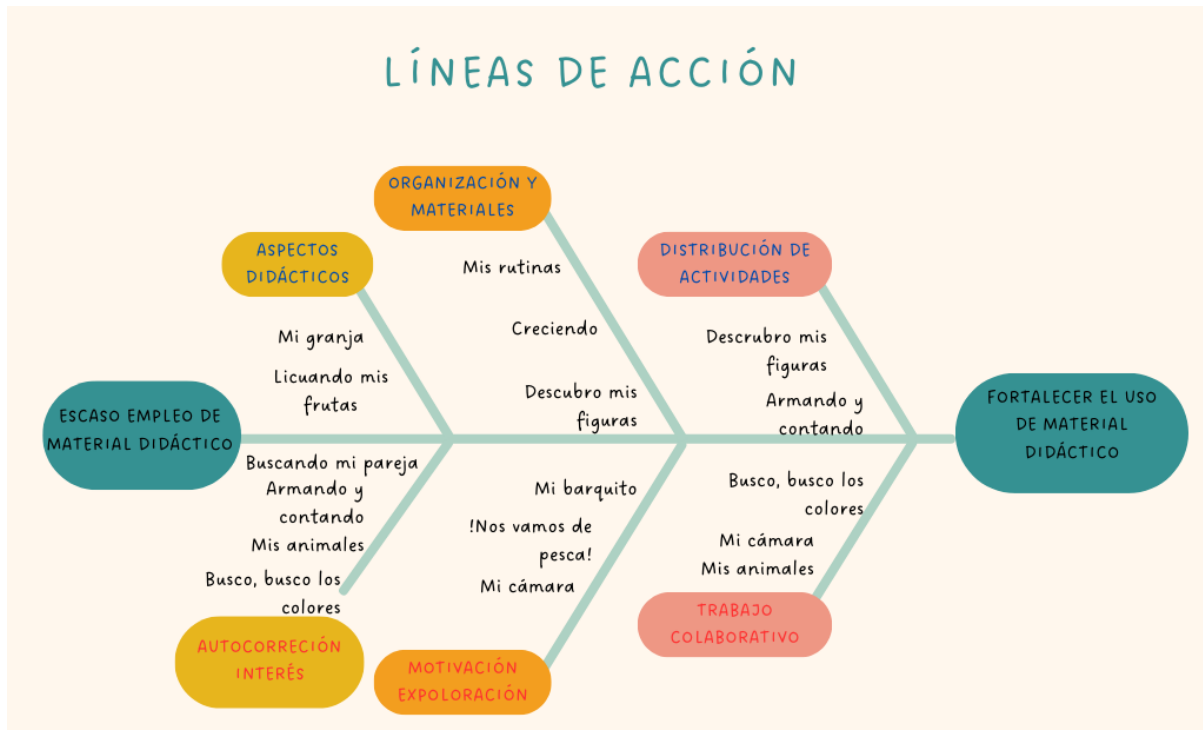 LÍNEAS DE ACCIÓN
ORGANIZACIÓN Y
MATERIALES
ASPECTOS
DIDÁCTICOS
DISTRIBUCIÓN DE
ACTIVIDADES
Mis rutinas
Creciendo
Descubro mis
figuras
Mi granja
Licuando mis
frutas
Descrubro mis
figuras
Armando y
contando
ESCASO EMPLEO DE
MATERIAL DIDÁCTICO
FORTALECER EL USO
DE MATERIAL
DIDÁCTICO
Buscando mi pareja
Armando y
contando
Mis animales
Busco, busco los
colores
Mi barquito
!Nos vamos de
pesca!
Mi cámara
Busco, busco los
colores
Mi cámara
Mis animales
AUTOCORRECIÓN
INTERÉS
MOTIVACIÓN
EXPOLORACIÓN
TRABAJO
COLABORATIVO